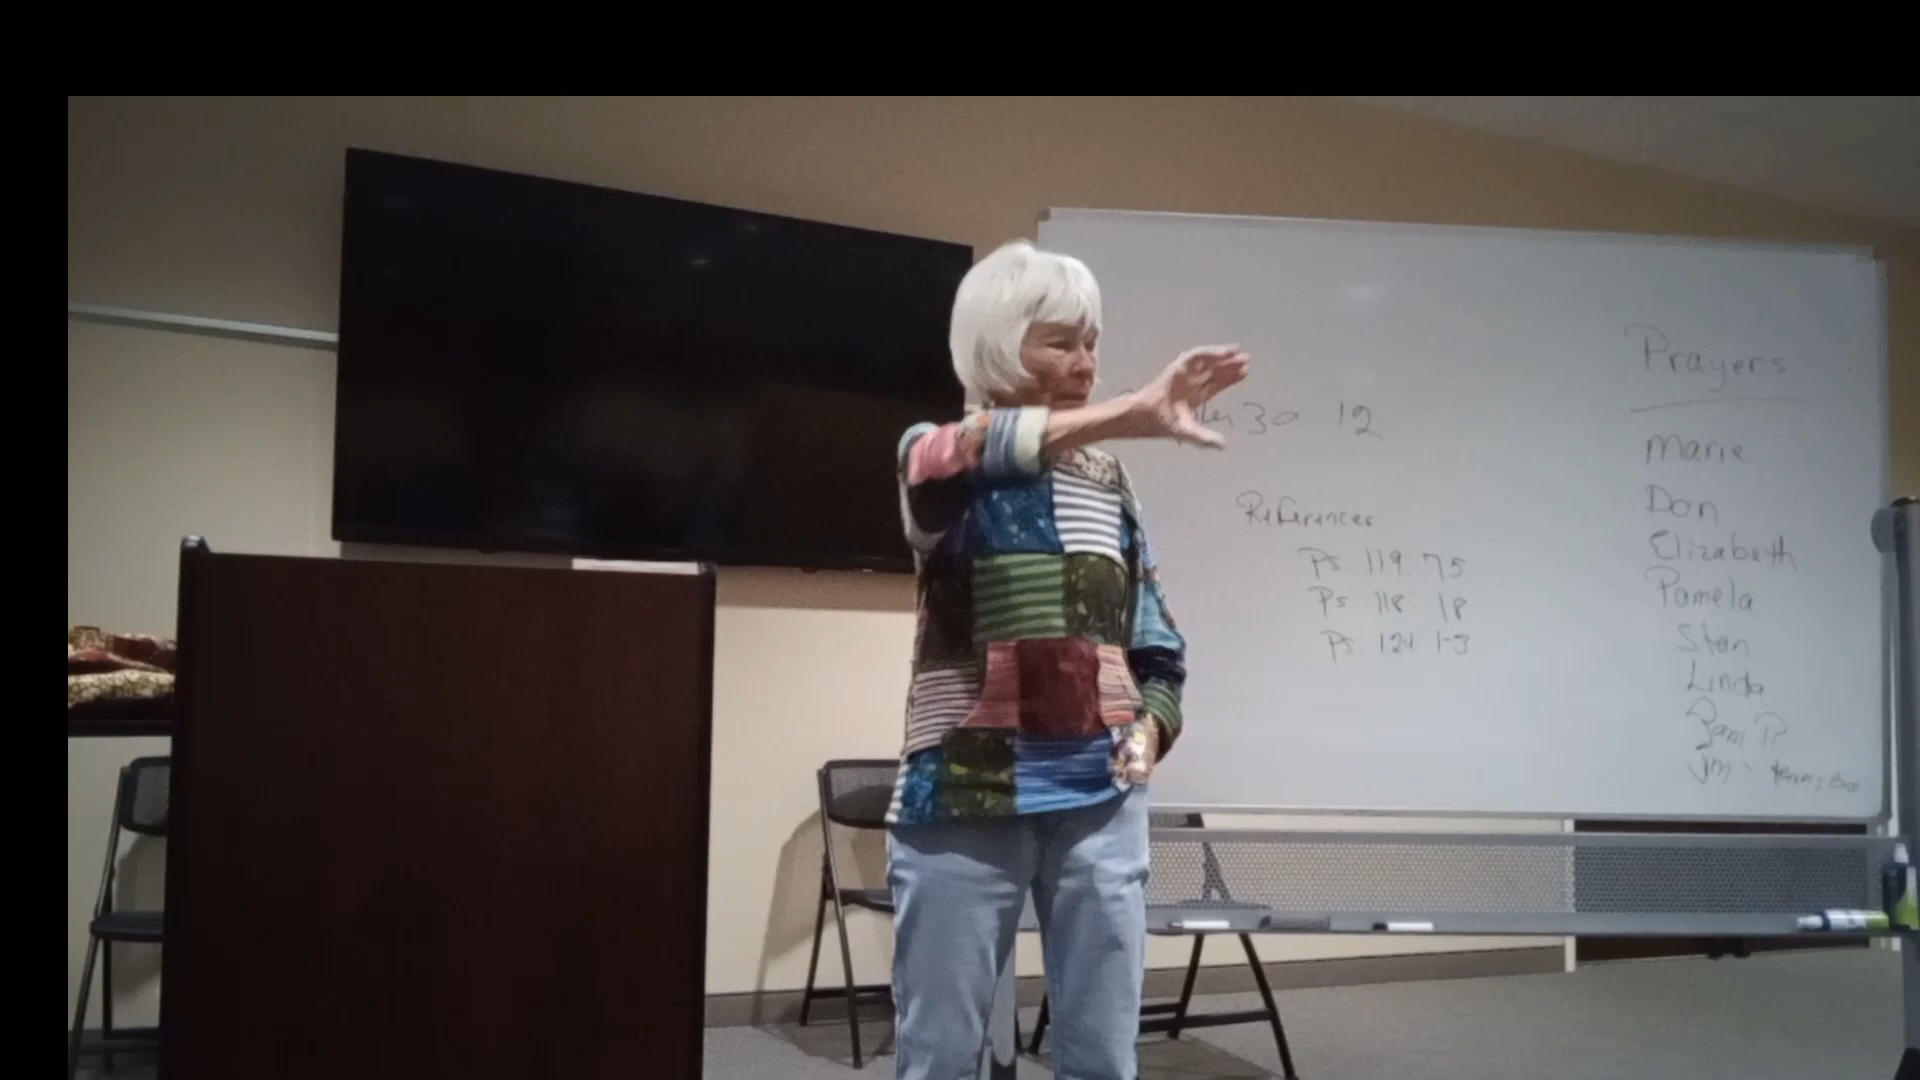 12
References
Ps. 119. 75
Ps. 118: 18
Ps. 124 1-3
Prayers
Marie
Don
Elizabeth
Pamela
Stan
Linda
Pam P.
Jim -